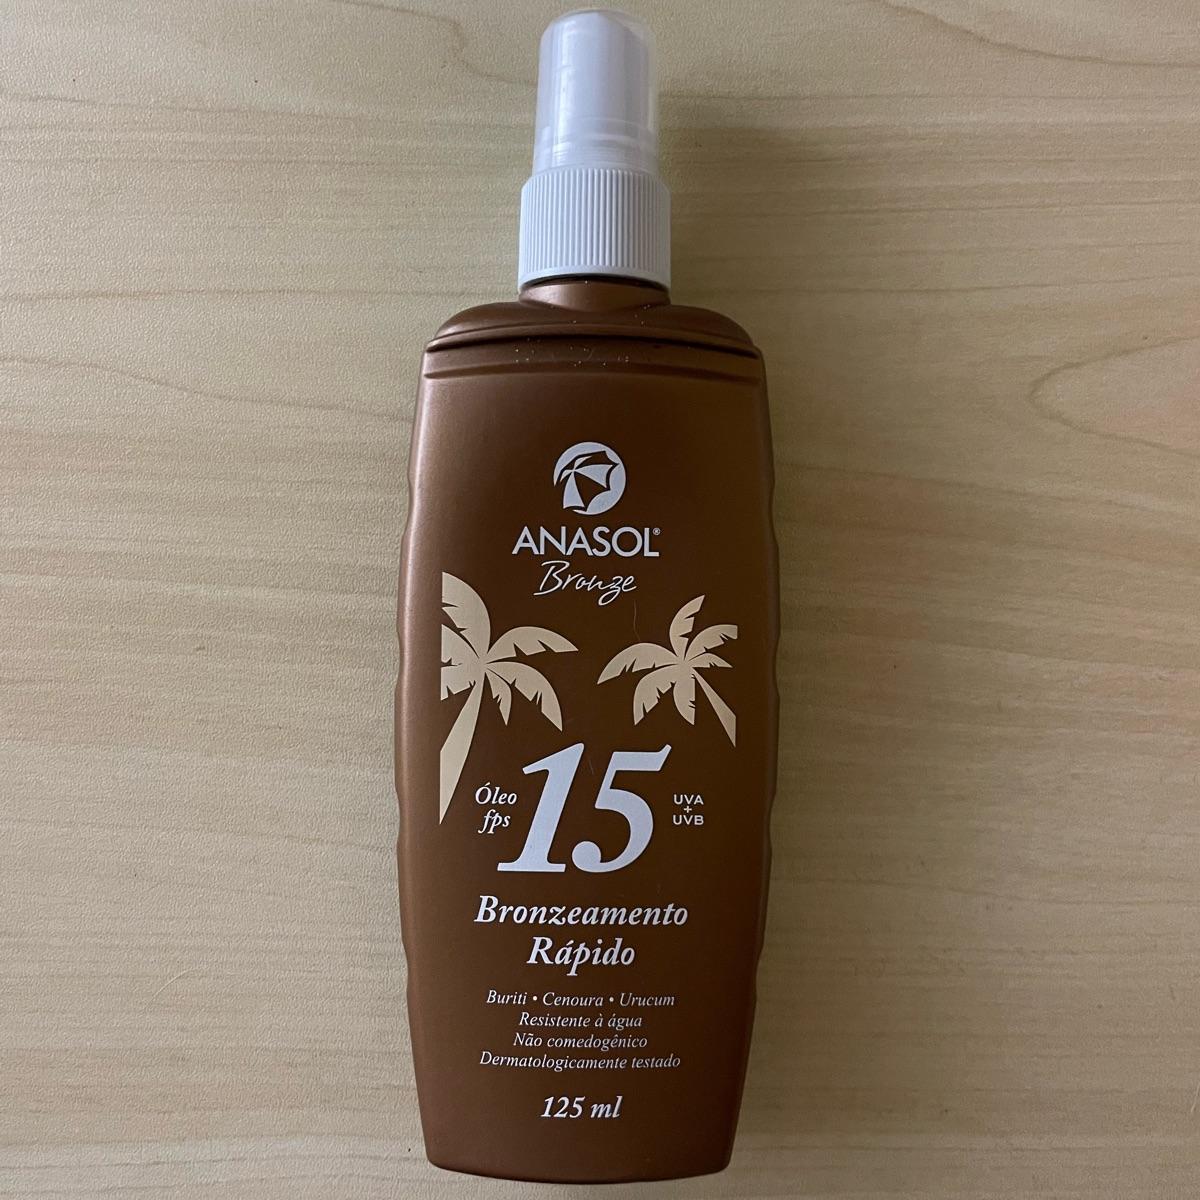 ANASOL®
Bronze
Óleo
fps
15
UVA
+
UVB
Bronzeamento
Rápido
Buriti • Cenoura • Urucum
Resistente à água
Não comedogênico
Dermatologicamente testado
125 ml